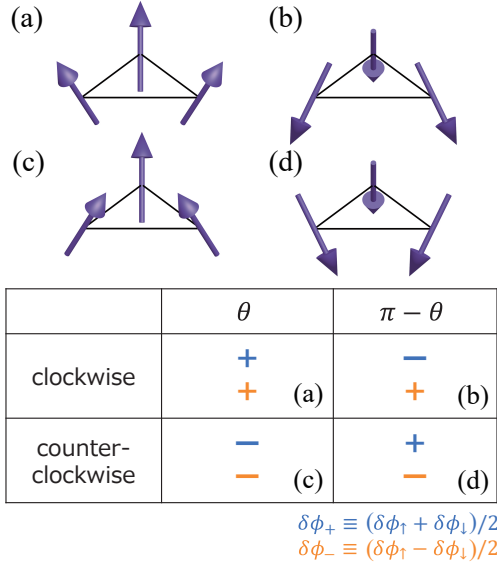 (a) (b)
(c) (d)
θ π − θ
clockwise + −
+ (a) + (b)
counter- − +
clockwise − (c) − (d)
δϕ₊ ≡ (δϕ↑ + δϕ↓)/2
δϕ₋ ≡ (δϕ↑ − δϕ↓)/2